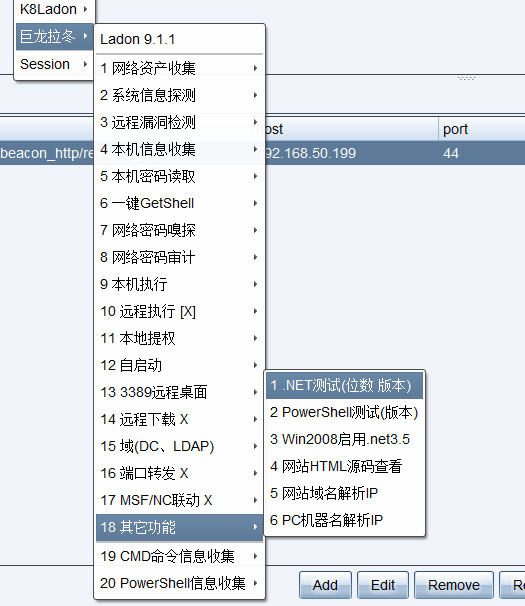 K8Ladon
巨龙拉冬
Session
Ladon 9.1.1
1 网络资产收集
2 系统信息探测
3 远程漏洞检测
4 本机信息收集
5 本机密码读取
6 一键GetShell
7 网络密码嗅探
8 网络密码审计
9 本机执行
10 远程执行 [X]
11 本地提权
12 自启动
13 3389远程桌面
14 远程下载 X
15 域(DC、LDAP)
16 端口转发 X
17 MSF/NC联动 X
18 其它功能
19 CMD命令信息收集
20 PowerShell信息收集
ost port
beacon_http/re 92.168.50.199 44
1 .NET测试(位数 版本)
2 PowerShell测试(版本)
3 Win2008启用.net3.5
4 网站HTML源码查看
5 网站域名解析IP
6 PC机器名解析IP
Add Edit Remove Re